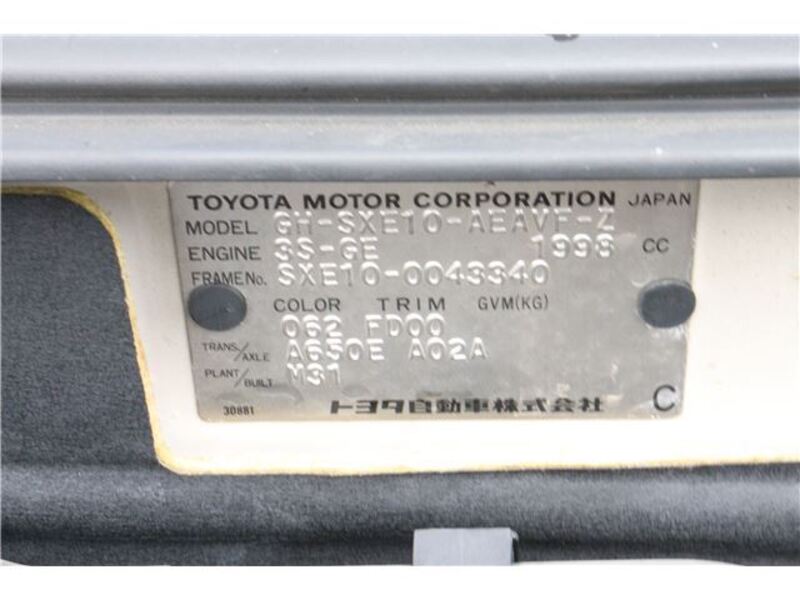 TOYOTA MOTOR CORPORATION JAPAN
MODEL GH-SXE10-AEAVF-Z
ENGINE 3S-GE 1998 CC
FRAME No. SXE10-0043340
COLOR TRIM GVM(KG)
062 FD00
TRANS/AXLE A650E A02A
PLANT/BUILT M31
30881 トヨタ自動車株式会社 C